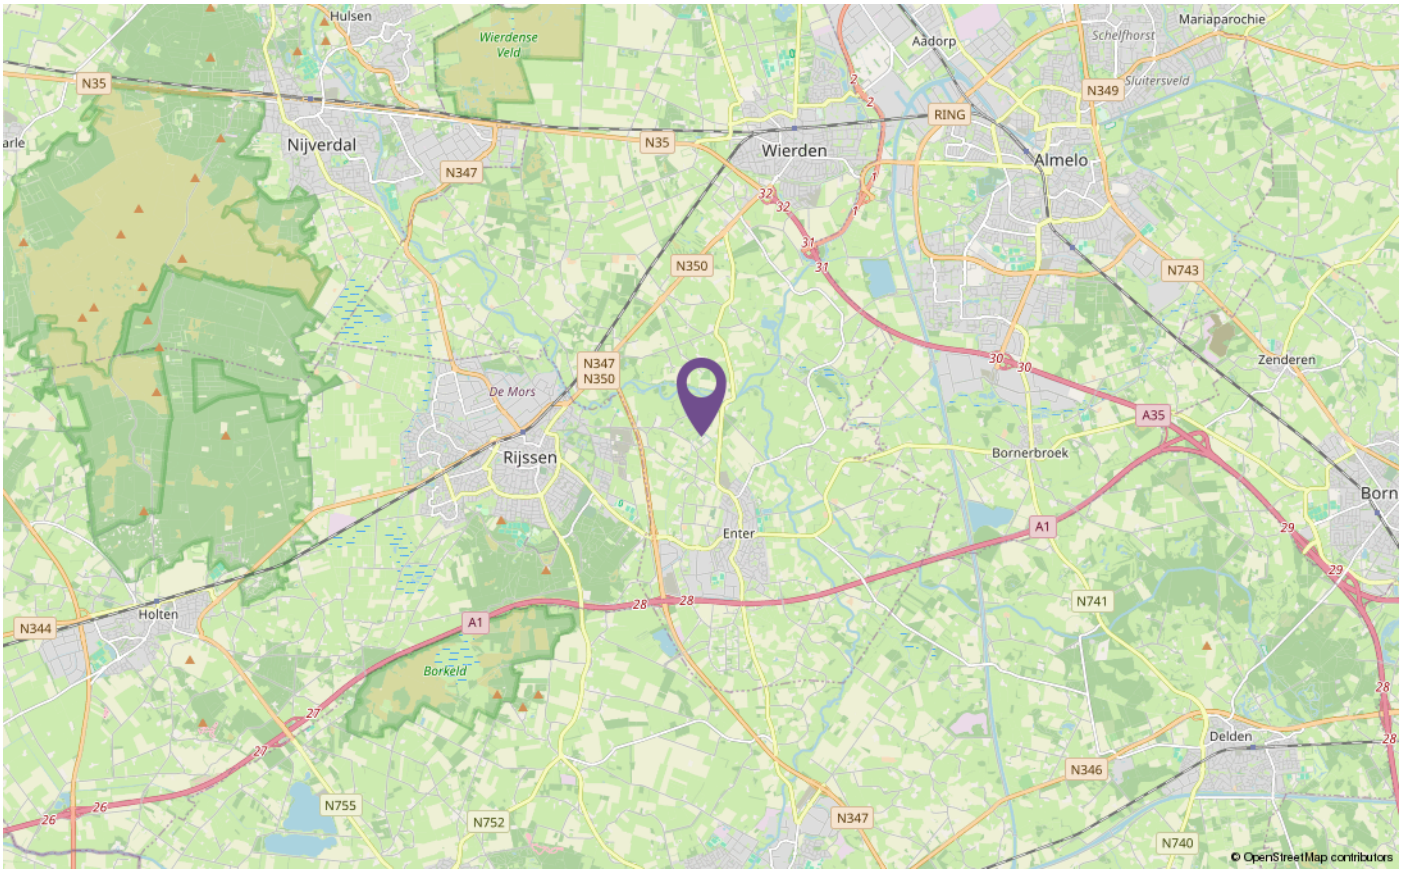 Hulsen
Wierdense
Veld
Aadorp
Mariaparochie
Schelfhorst
Sluitersveld
N35
2
2
N349
RING
arle
Nijverdal
N35
Wierden
Almelo
N347
1
32
32
1
31
31
N350
N743
N347
N350
30
30
Zenderen
De Mors
A35
Rijssen
Bornerbroek
Born
Enter
A1
29
29
28
28
Holten
N344
A1
N741
Borkeld
28
27
27
Delden
28
N346
26
26
N755
N752
N347
N740
© OpenStreetMap contributors